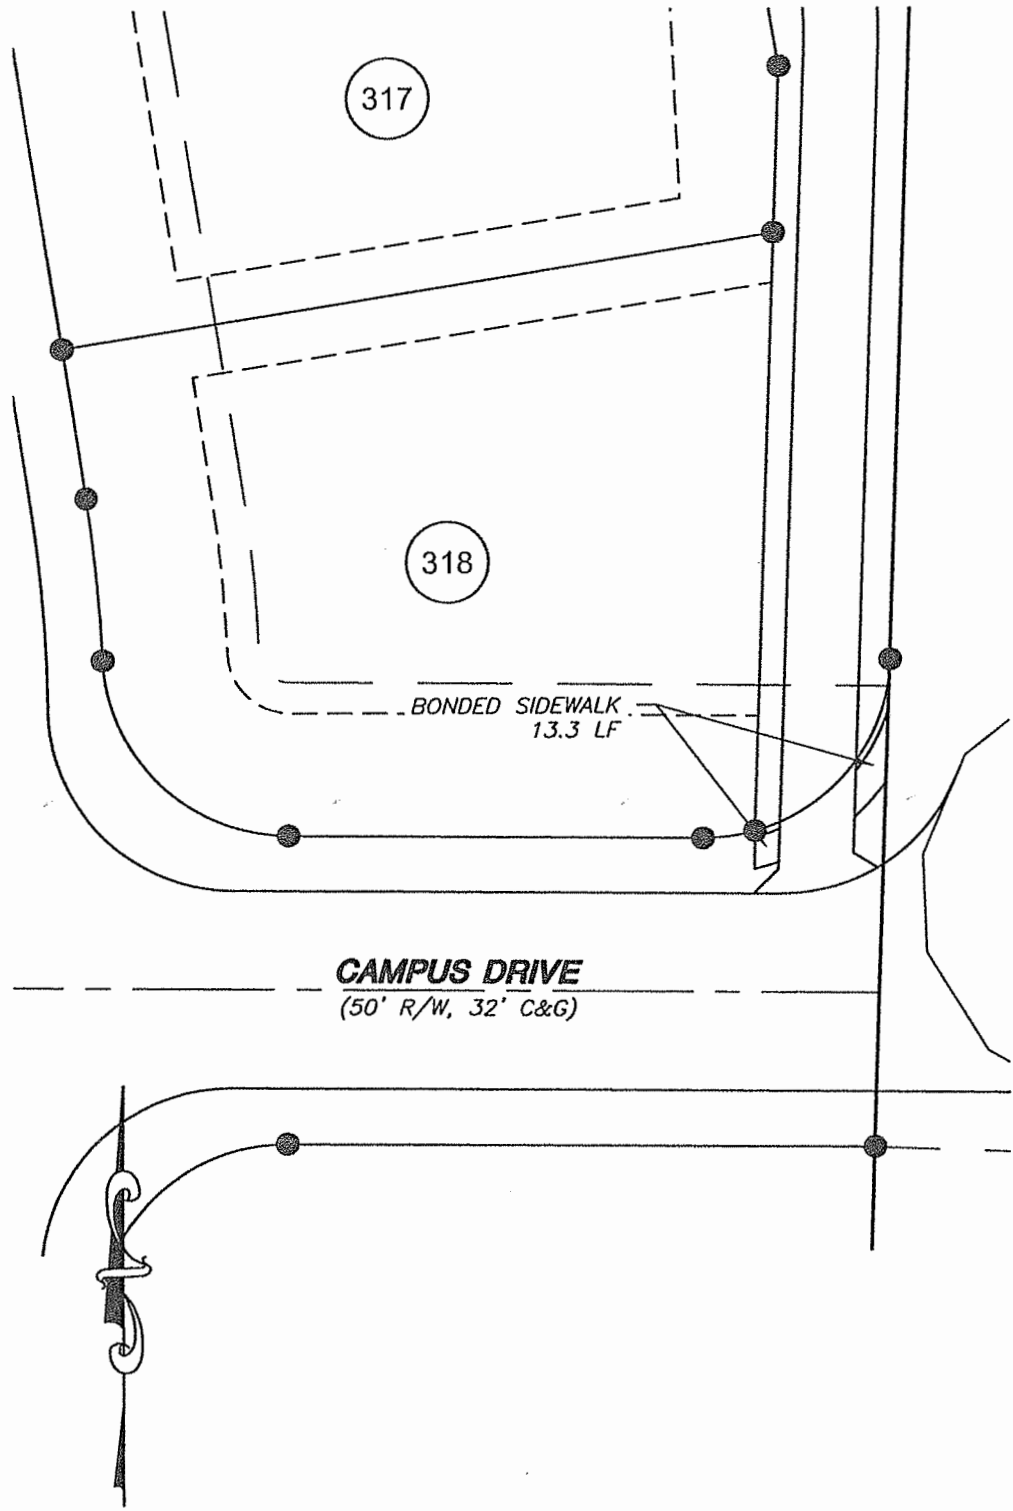 317
318
BONDED SIDEWALK
13.3 LF
CAMPUS DRIVE
(50' R/W, 32' C&G)